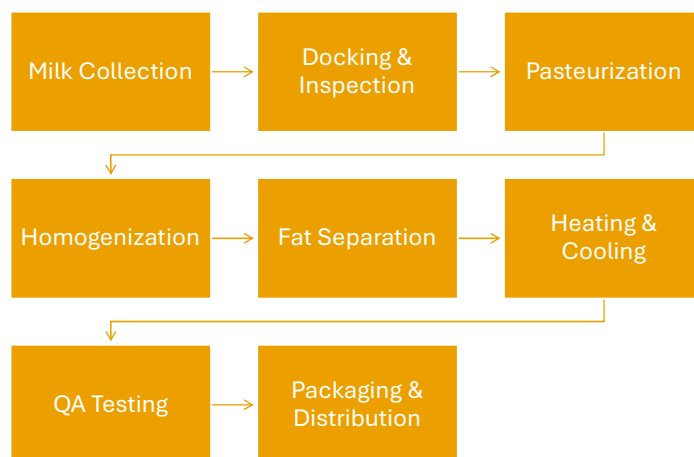 Milk Collection
Docking &
Inspection
Pasteurization
Homogenization
Fat Separation
Heating &
Cooling
QA Testing
Packaging &
Distribution